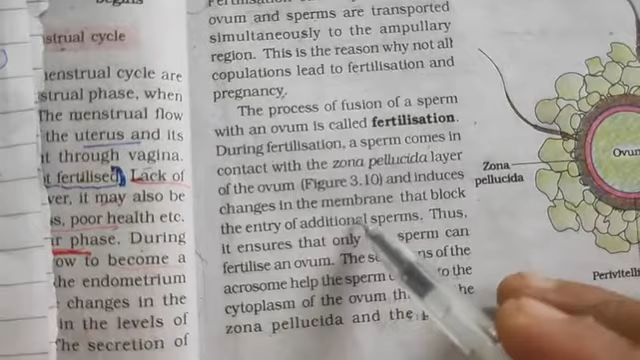 strual cycle
enstrual cycle are
strual phase, when
he menstrual flow
the uterus and its
t through vagina.
t fertilised. Lack of
ver, it may also be
s, poor health etc.
ar phase. During
ow to become a
he endometrium
changes in the
in the levels of
he secretion of
ovum and sperms are transported
simultaneously to the ampullary
region. This is the reason why not all
copulations lead to fertilisation and
pregnancy.
The process of fusion of a sperm
with an ovum is called fertilisation.
During fertilisation, a sperm comes in
contact with the zona pellucida layer
of the ovum (Figure 3.10) and induces
changes in the membrane that block
the entry of additional sperms. Thus,
it ensures that only sperm can
fertilise an ovum. The se ns of the
acrosome help the sperm to the
cytoplasm of the ovum th the
zona pellucida and the
Ovum
Zona
pellucida
Perivitell